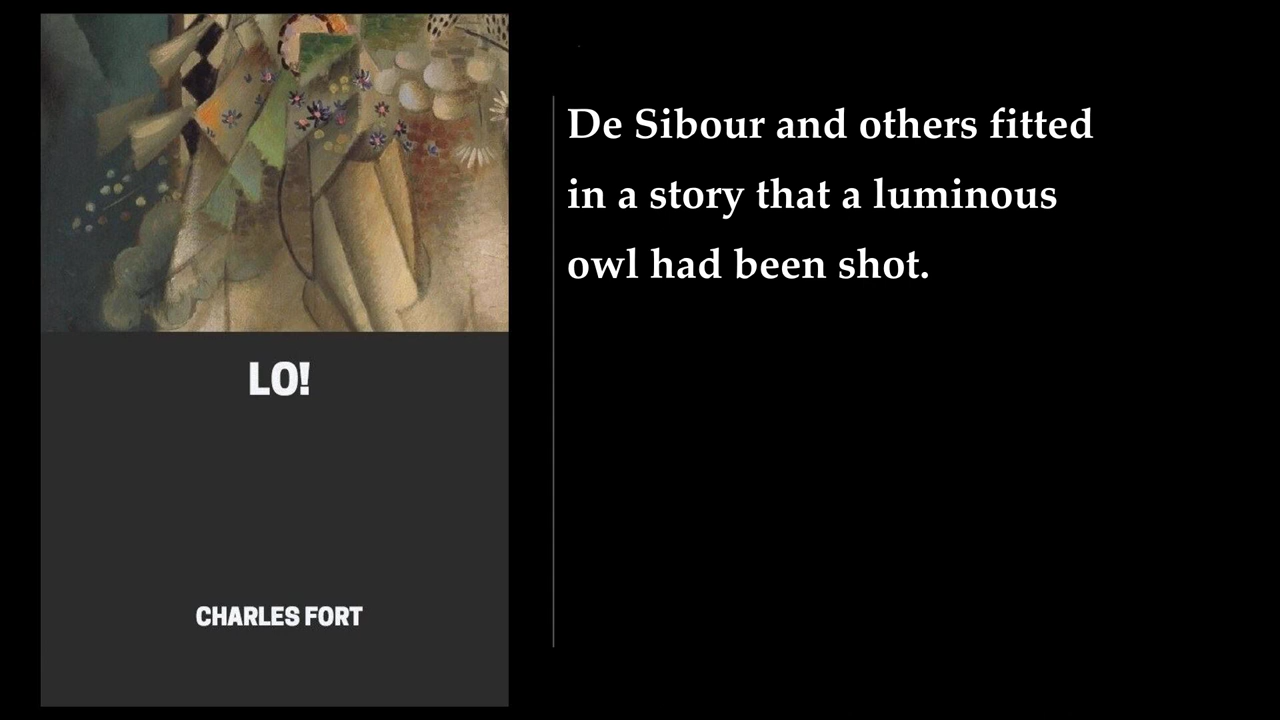 LO!
CHARLES FORT
De Sibour and others fitted
in a story that a luminous
owl had been shot.